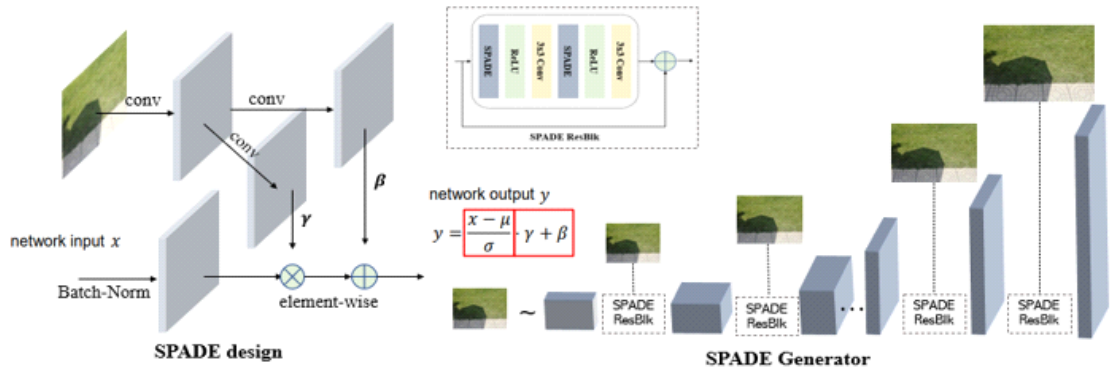 conv
conv
conv
β
γ
network input x
Batch-Norm
element-wise
SPADE design
SPADE
ReLU
3x3 Conv
SPADE
ReLU
3x3 Conv
SPADE ResBlk
network output y
y = x − μ / σ · γ + β
~
SPADE
ResBlk
SPADE
ResBlk
...
SPADE
ResBlk
SPADE
ResBlk
SPADE Generator